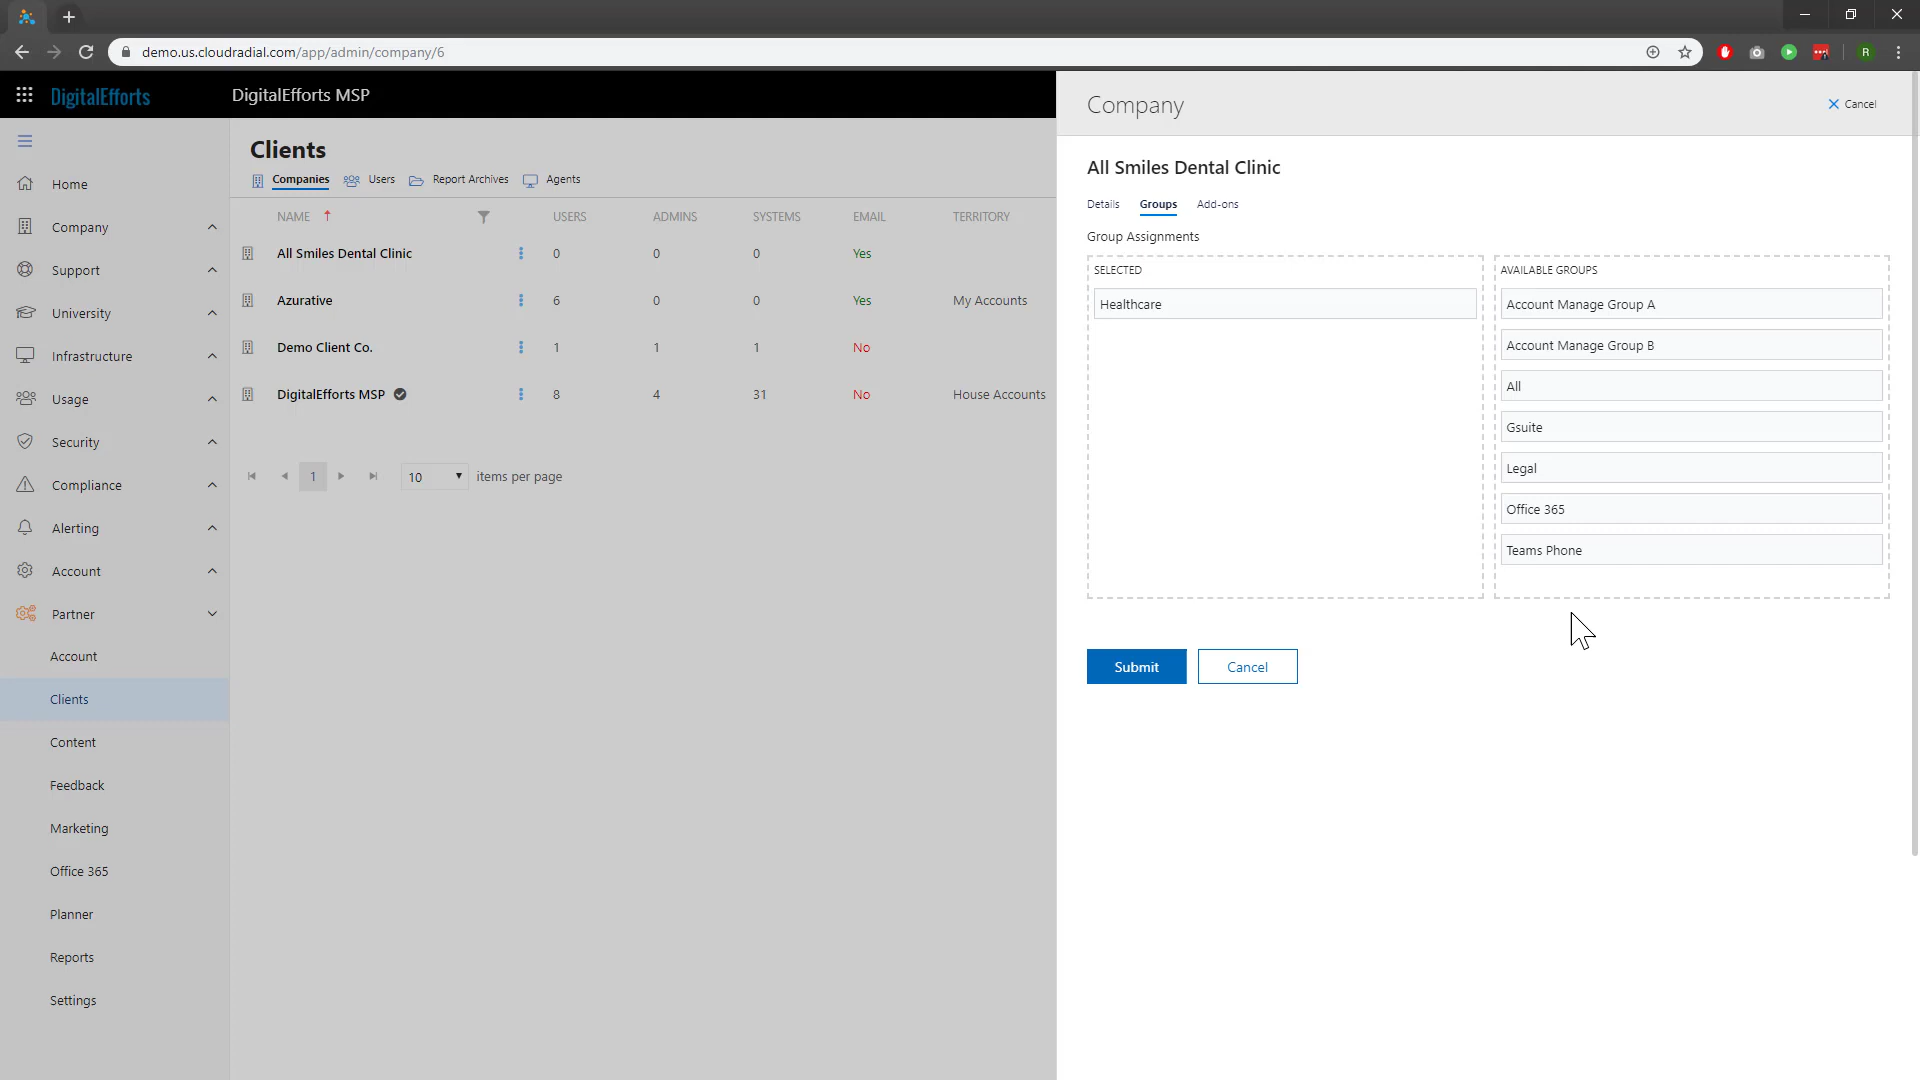 demo.us.cloudradial.com/app/admin/company/6
R
DigitalEfforts
DigitalEfforts MSP
Home
Company
Support
University
Infrastructure
Usage
Security
Compliance
Alerting
Account
Partner
Account
Clients
Content
Feedback
Marketing
Office 365
Planner
Reports
Settings
Clients
Companies Users Report Archives Agents
NAME USERS ADMINS SYSTEMS EMAIL TERRITORY
All Smiles Dental Clinic 0 0 0 Yes
Azurative 6 0 0 Yes My Accounts
Demo Client Co. 1 1 1 No
DigitalEfforts MSP 8 4 31 No House Accounts
1 10 items per page
Company
Cancel
All Smiles Dental Clinic
Details Groups Add-ons
Group Assignments
SELECTED
Healthcare
AVAILABLE GROUPS
Account Manage Group A
Account Manage Group B
All
Gsuite
Legal
Office 365
Teams Phone
Submit Cancel